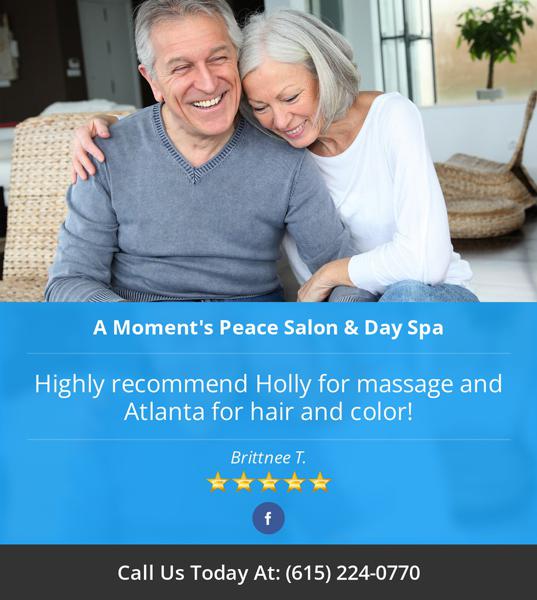 A Moment's Peace Salon & Day Spa
Highly recommend Holly for massage and
Atlanta for hair and color!
Brittnee T.
f
Call Us Today At: (615) 224-0770